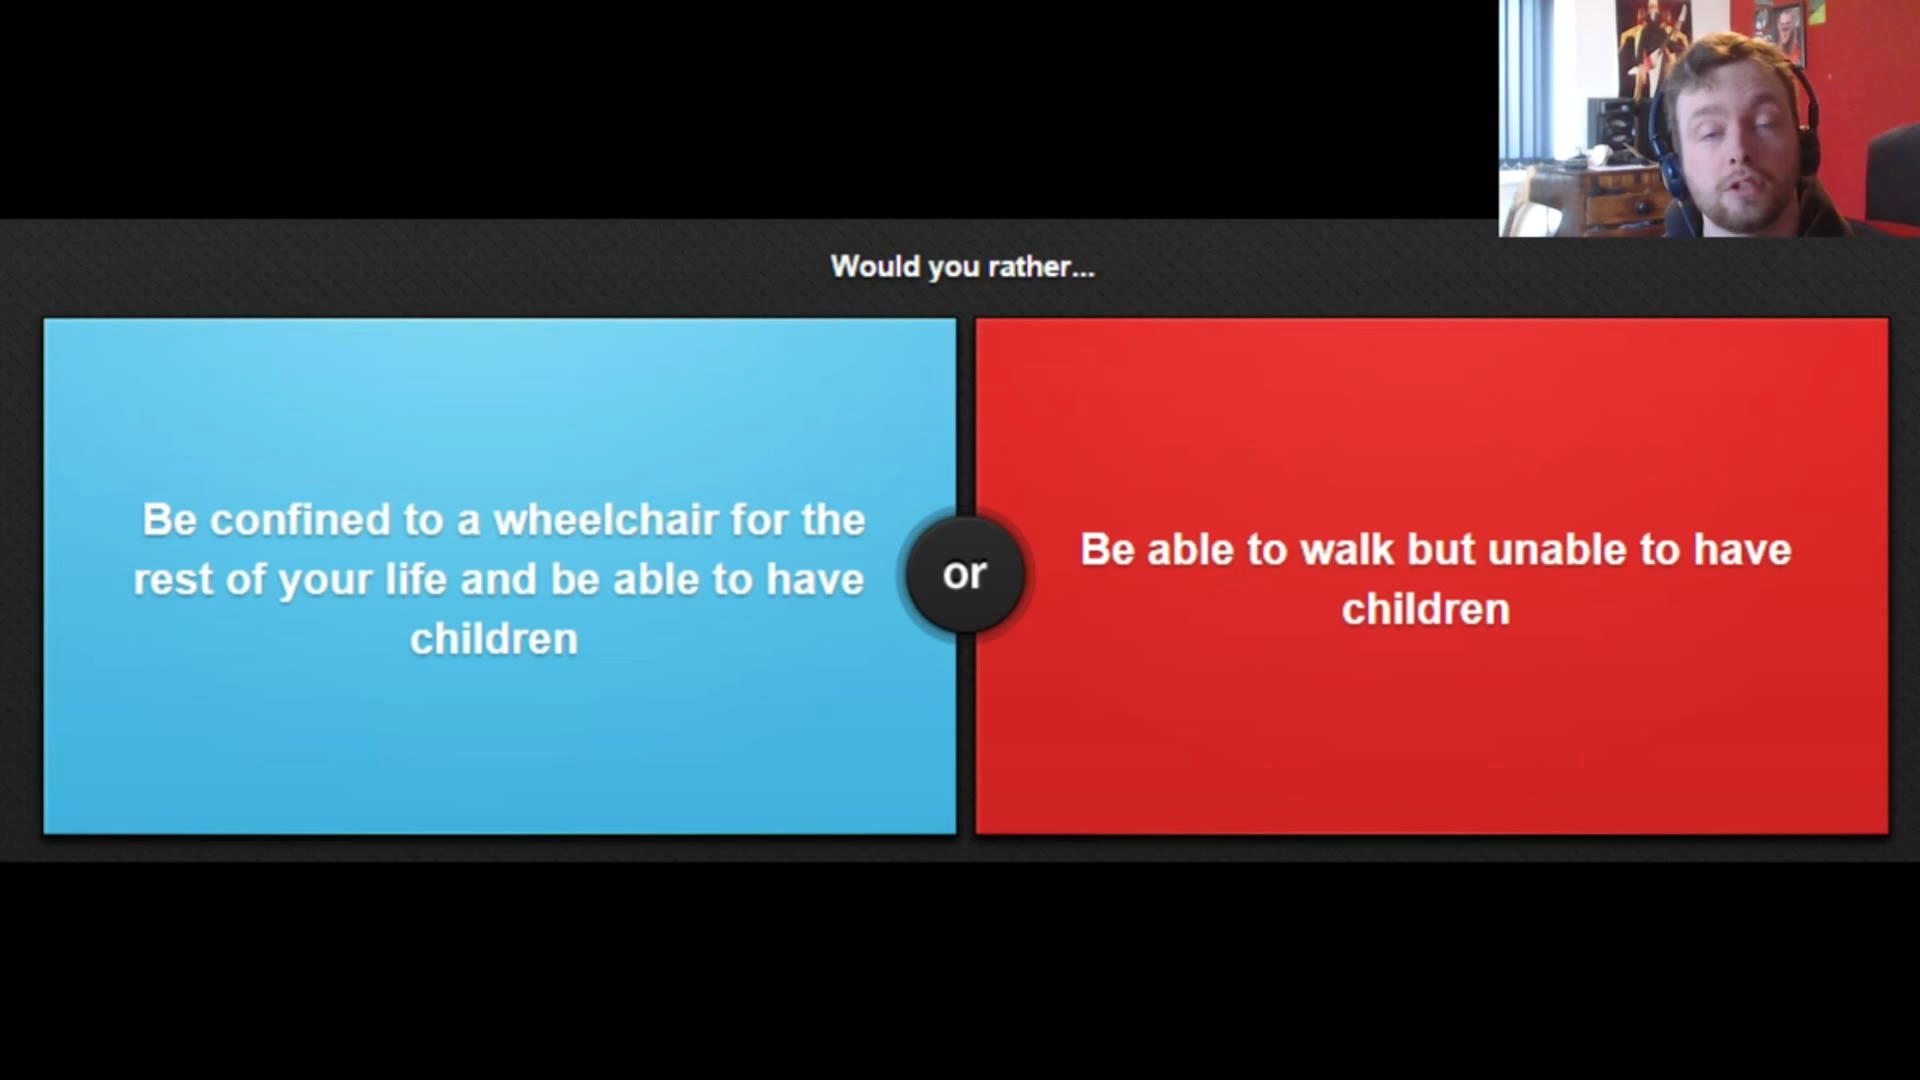 Would you rather...
Be confined to a wheelchair for the
rest of your life and be able to have
children
or
Be able to walk but unable to have
children